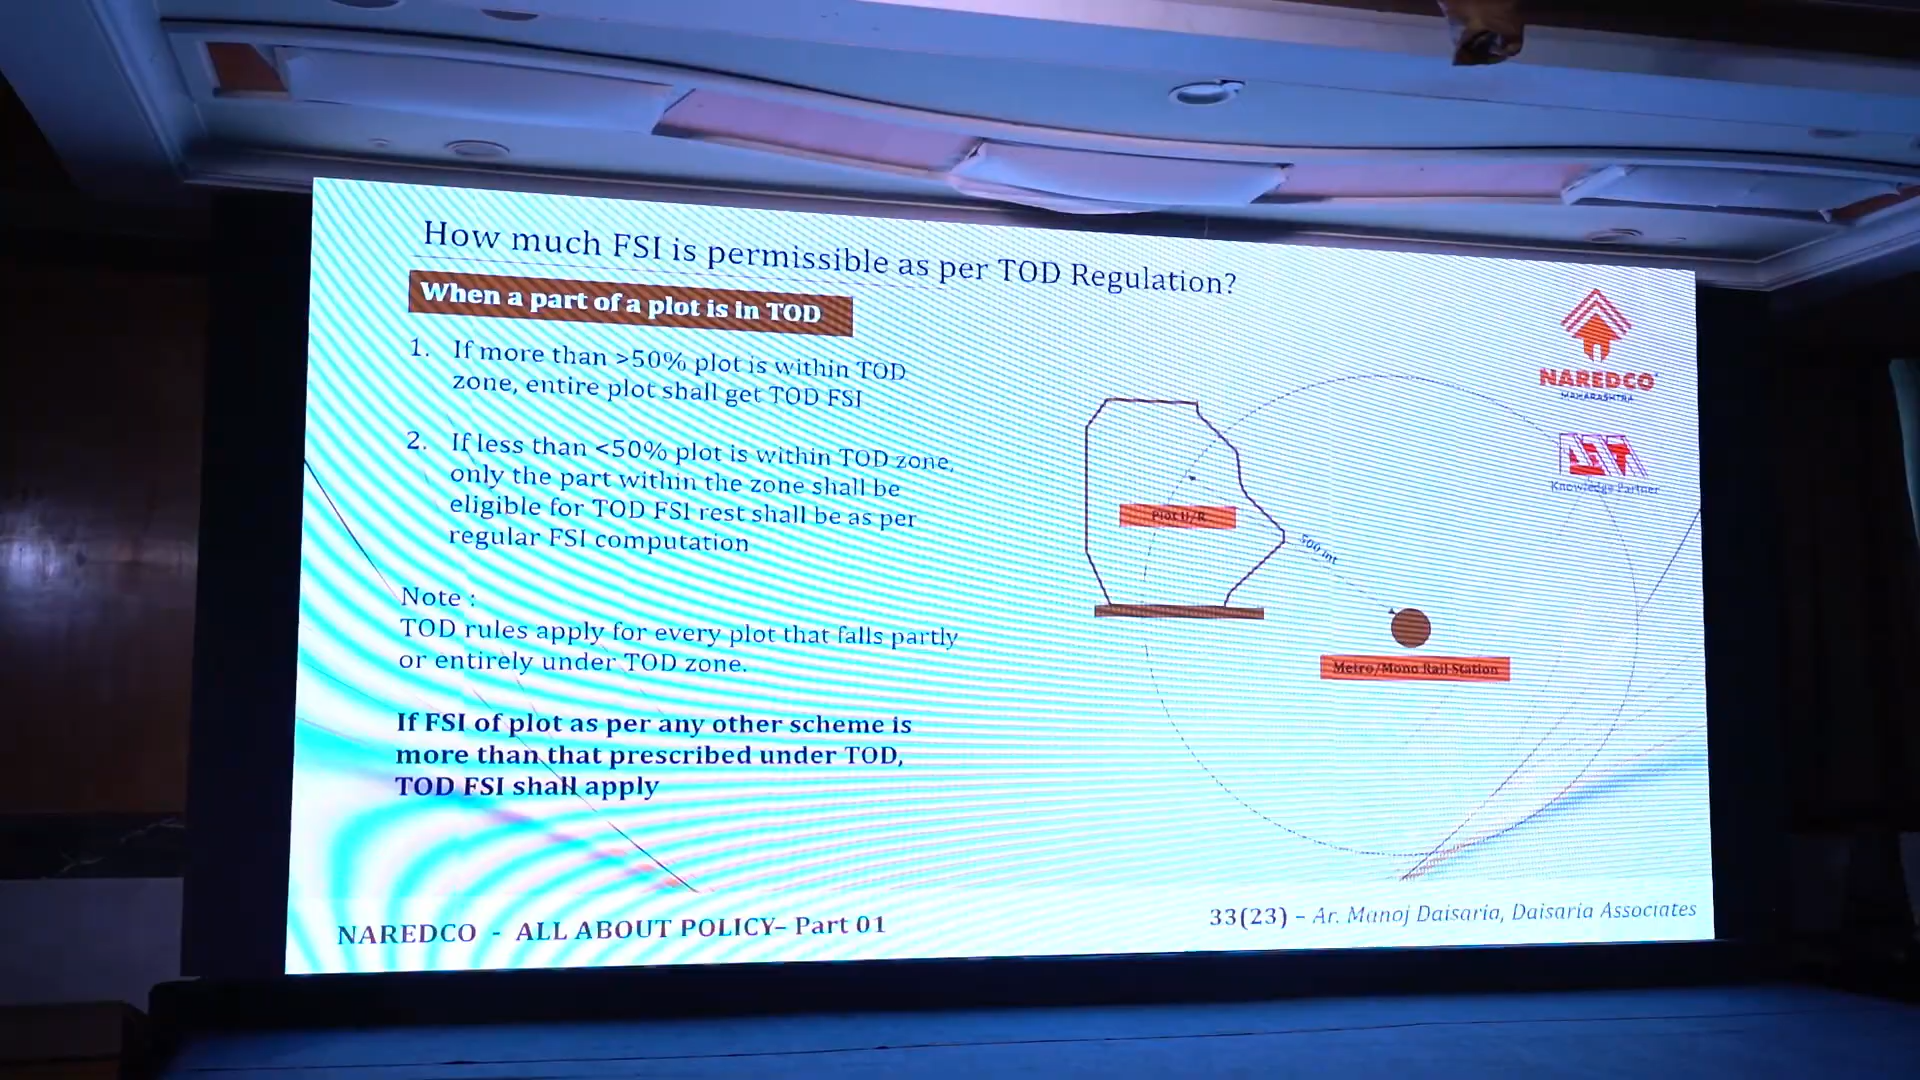 How much FSI is permissible as per TOD Regulation?
When a part of a plot is in TOD
1. If more than >50% plot is within TOD
zone, entire plot shall get TOD FSI
2. If less than <50% plot is within TOD zone,
only the part within the zone shall be
eligible for TOD FSI rest shall be as per
regular FSI computation
Note :
TOD rules apply for every plot that falls partly
or entirely under TOD zone.
If FSI of plot as per any other scheme is
more than that prescribed under TOD,
TOD FSI shall apply
Plot U/R
500 mt
Metro/Mono Rail Station
NAREDCO
MAHARASHTRA
Knowledge Partner
NAREDCO - ALL ABOUT POLICY– Part 01
33(23) – Ar. Manoj Daisaria, Daisaria Associates